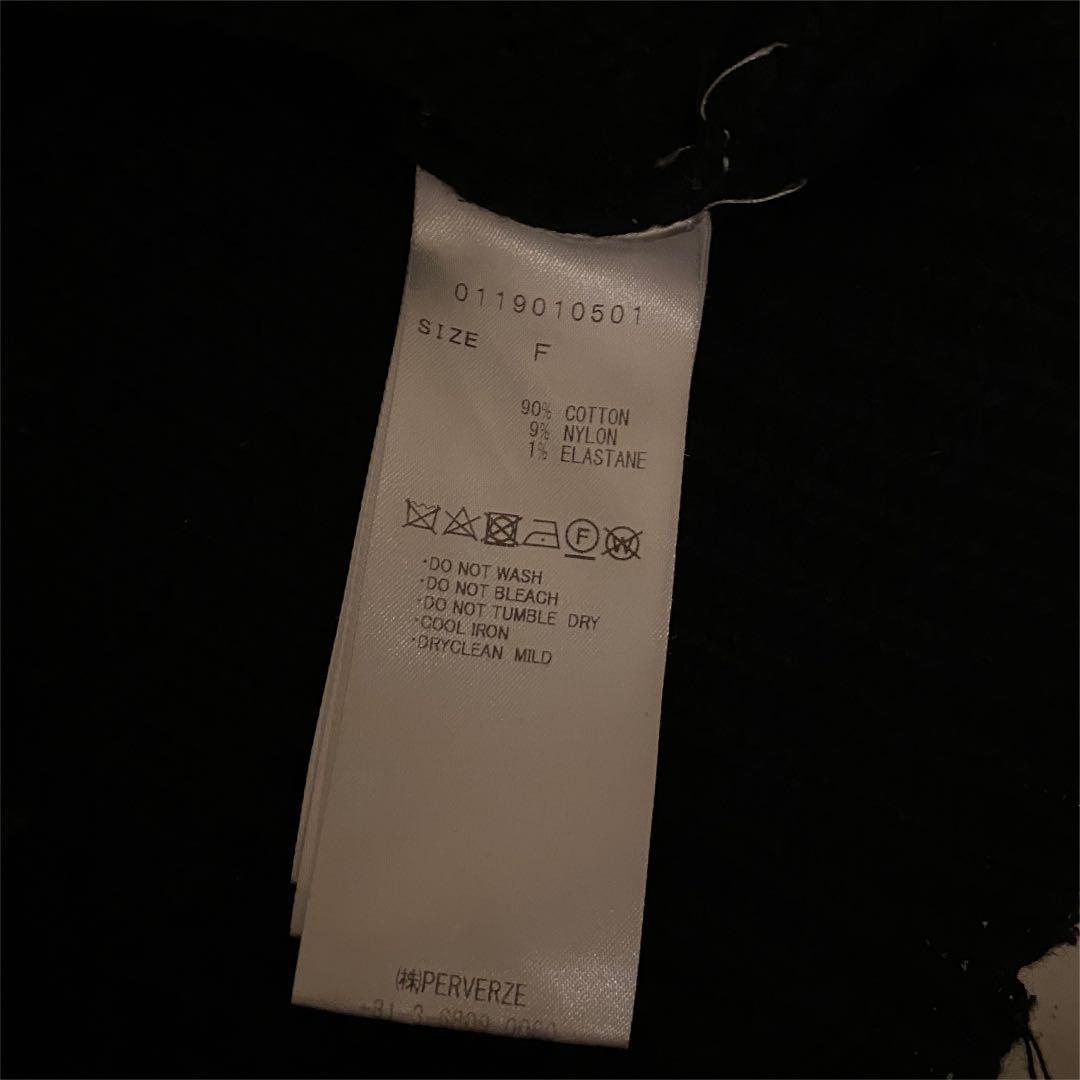 0119010501
SIZE F
90% COTTON
9% NYLON
1% ELASTANE
F W
・DO NOT WASH
・DO NOT BLEACH
・DO NOT TUMBLE DRY
・COOL IRON
・DRYCLEAN MILD
㈱PERVERZE